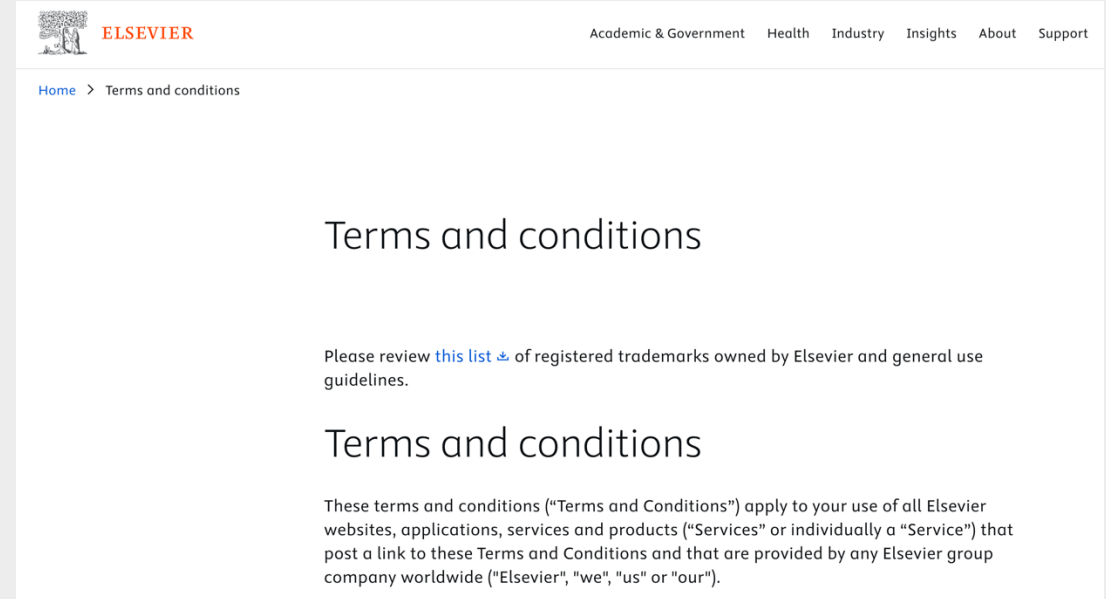 ELSEVIER
Academic & Government Health Industry Insights About Support
Home > Terms and conditions
Terms and conditions
Please review this list of registered trademarks owned by Elsevier and general use
guidelines.
Terms and conditions
These terms and conditions (“Terms and Conditions”) apply to your use of all Elsevier
websites, applications, services and products (“Services” or individually a “Service”) that
post a link to these Terms and Conditions and that are provided by any Elsevier group
company worldwide ("Elsevier", "we", "us" or "our").